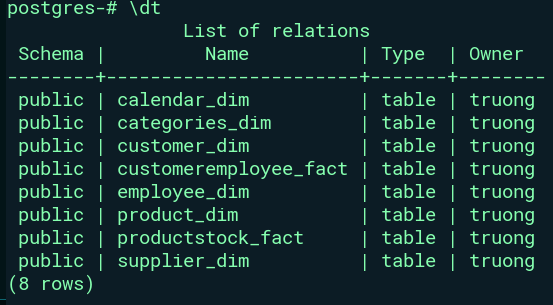 postgres-# \dt
                List of relations
 Schema |         Name          | Type  | Owner
--------+-----------------------+-------+--------
 public | calendar_dim          | table | truong
 public | categories_dim        | table | truong
 public | customer_dim          | table | truong
 public | customeremployee_fact | table | truong
 public | employee_dim          | table | truong
 public | product_dim           | table | truong
 public | productstock_fact     | table | truong
 public | supplier_dim          | table | truong
(8 rows)